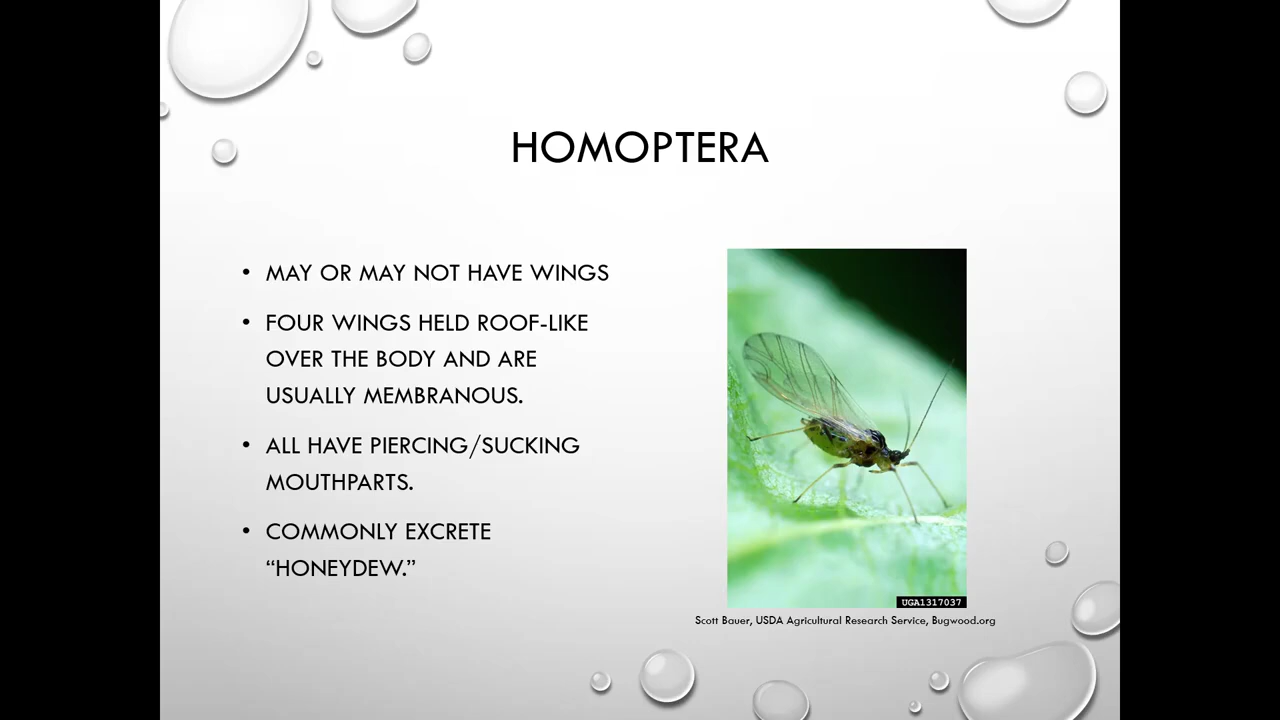 HOMOPTERA
• MAY OR MAY NOT HAVE WINGS
• FOUR WINGS HELD ROOF-LIKE
OVER THE BODY AND ARE
USUALLY MEMBRANOUS.
• ALL HAVE PIERCING/SUCKING
MOUTHPARTS.
• COMMONLY EXCRETE
“HONEYDEW.”
UGA1317037
Scott Bauer, USDA Agricultural Research Service, Bugwood.org